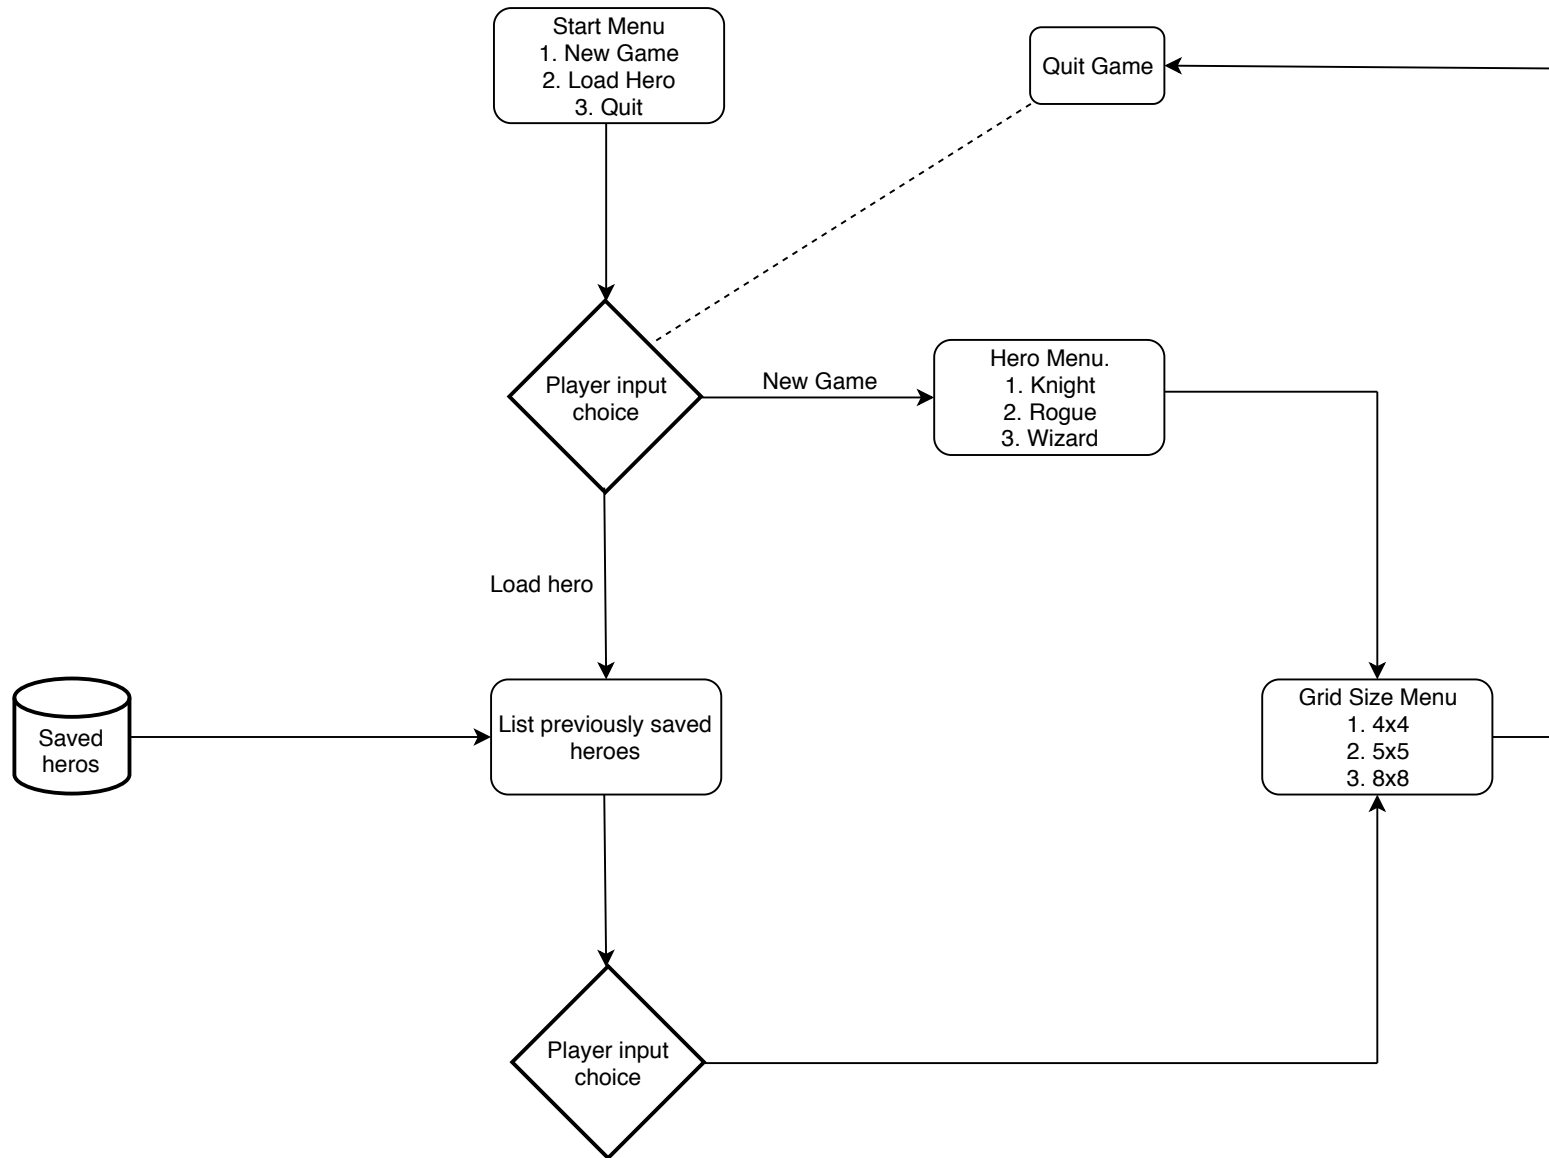 Start Menu
1. New Game
2. Load Hero
3. Quit
Quit Game
Player input
choice
New Game
Hero Menu.
1. Knight
2. Rogue
3. Wizard
Load hero
Saved
heros
List previously saved
heroes
Grid Size Menu
1. 4x4
2. 5x5
3. 8x8
Player input
choice